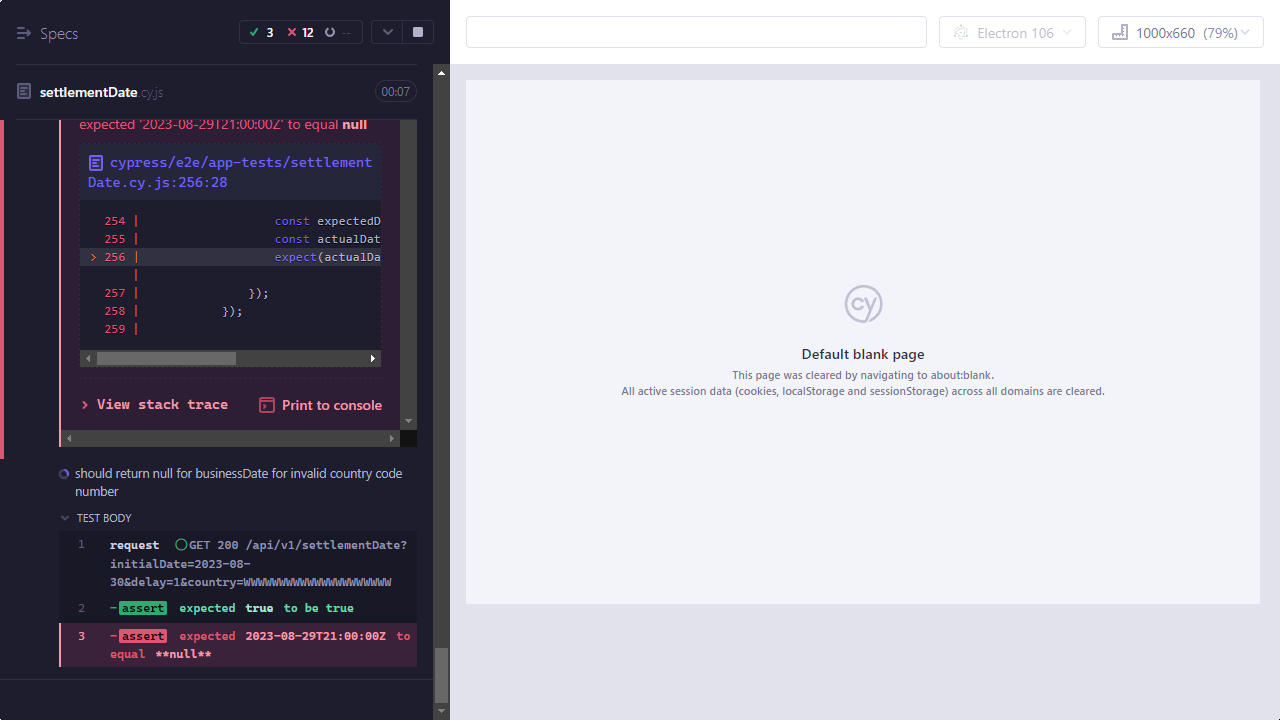 Specs
3 12 --
Electron 106
1000x660 (79%)
settlementDate.cy.js 00:07
expected '2023-08-29T21:00:00Z' to equal null
cypress/e2e/app-tests/settlement
Date.cy.js:256:28
254 | const expectedD
255 | const actualDat
> 256 | expect(actualDa
|
257 | });
258 | });
259 |
> View stack trace Print to console
should return null for businessDate for invalid country code
number
TEST BODY
1 request GET 200 /api/v1/settlementDate?
initialDate=2023-08-
30&delay=1&country=WWWWWWWWWWWWWWWWWWWWW
2 -assert expected true to be true
3 -assert expected 2023-08-29T21:00:00Z to
equal **null**
cy
Default blank page
This page was cleared by navigating to about:blank.
All active session data (cookies, localStorage and sessionStorage) across all domains are cleared.